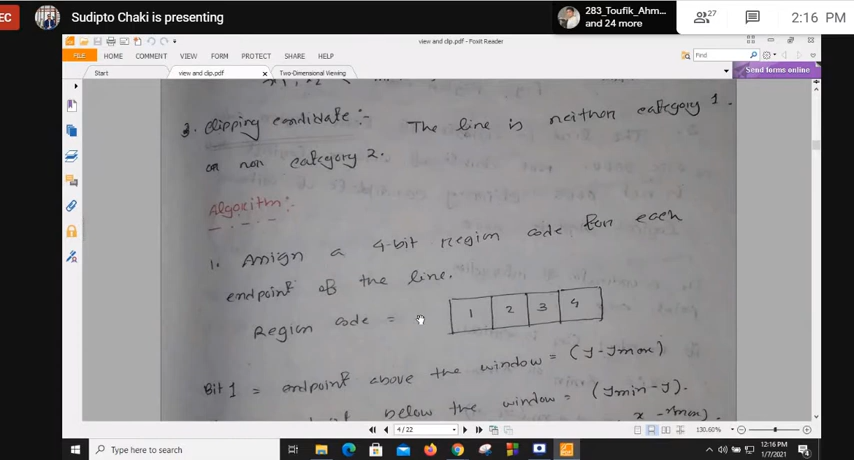 EC
Sudipto Chaki is presenting
283_Toufik_Ahm...
and 24 more
27
2:16 PM
view and clip.pdf - Foxit Reader
FILE HOME COMMENT VIEW FORM PROTECT SHARE HELP
Find
Start view and clip.pdf Two-Dimensional Viewing
Send forms online
3. Clipping candidate :- The line is neither category 1.
or non category 2.
Algorithm :-
1. Assign a 4-bit region code for each
endpoint of the line.
Region code = 1 2 3 4
Bit 1 = endpoint above the window = (y - ymax)
below the window = (ymin - y).
x - xmax).
4 / 22
130.60%
Type here to search
12:16 PM
1/7/2021